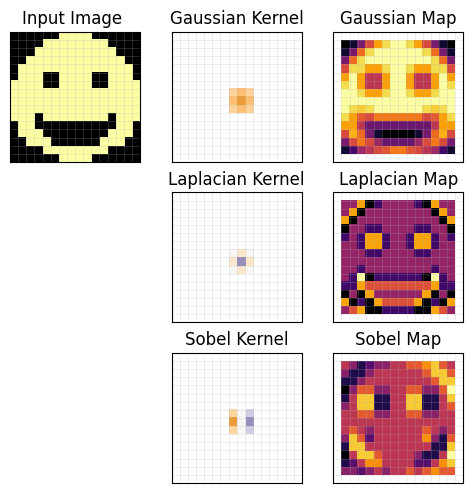 Input Image
Gaussian Kernel
Gaussian Map
Laplacian Kernel
Laplacian Map
Sobel Kernel
Sobel Map